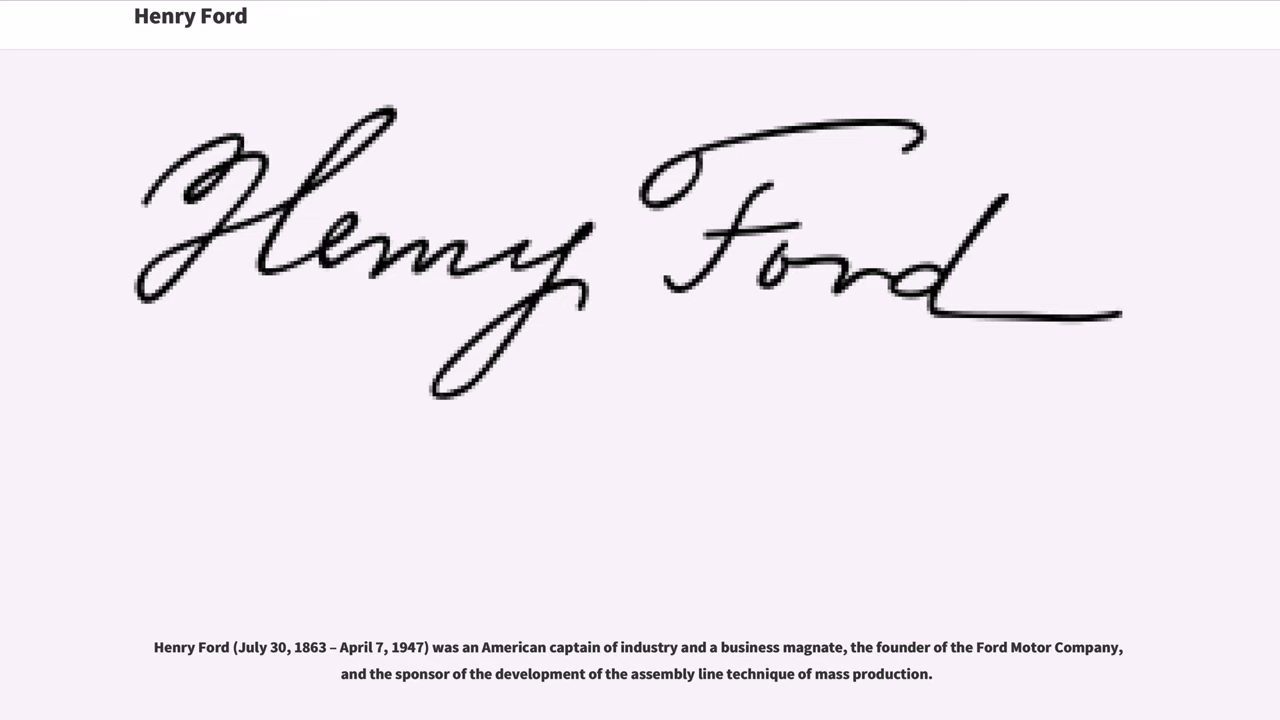 Henry Ford
Henry Ford
Henry Ford (July 30, 1863 – April 7, 1947) was an American captain of industry and a business magnate, the founder of the Ford Motor Company,
and the sponsor of the development of the assembly line technique of mass production.